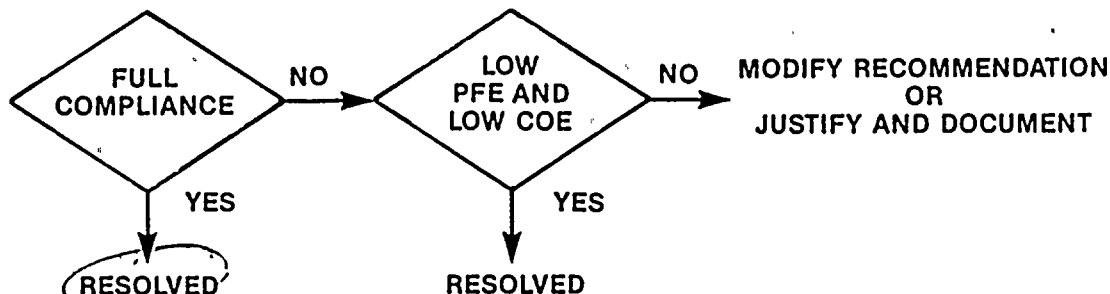 FULL
COMPLIANCE
NO
LOW
PFE AND
LOW COE
NO
MODIFY RECOMMENDATION
OR
JUSTIFY AND DOCUMENT
YES
RESOLVED
YES
RESOLVED